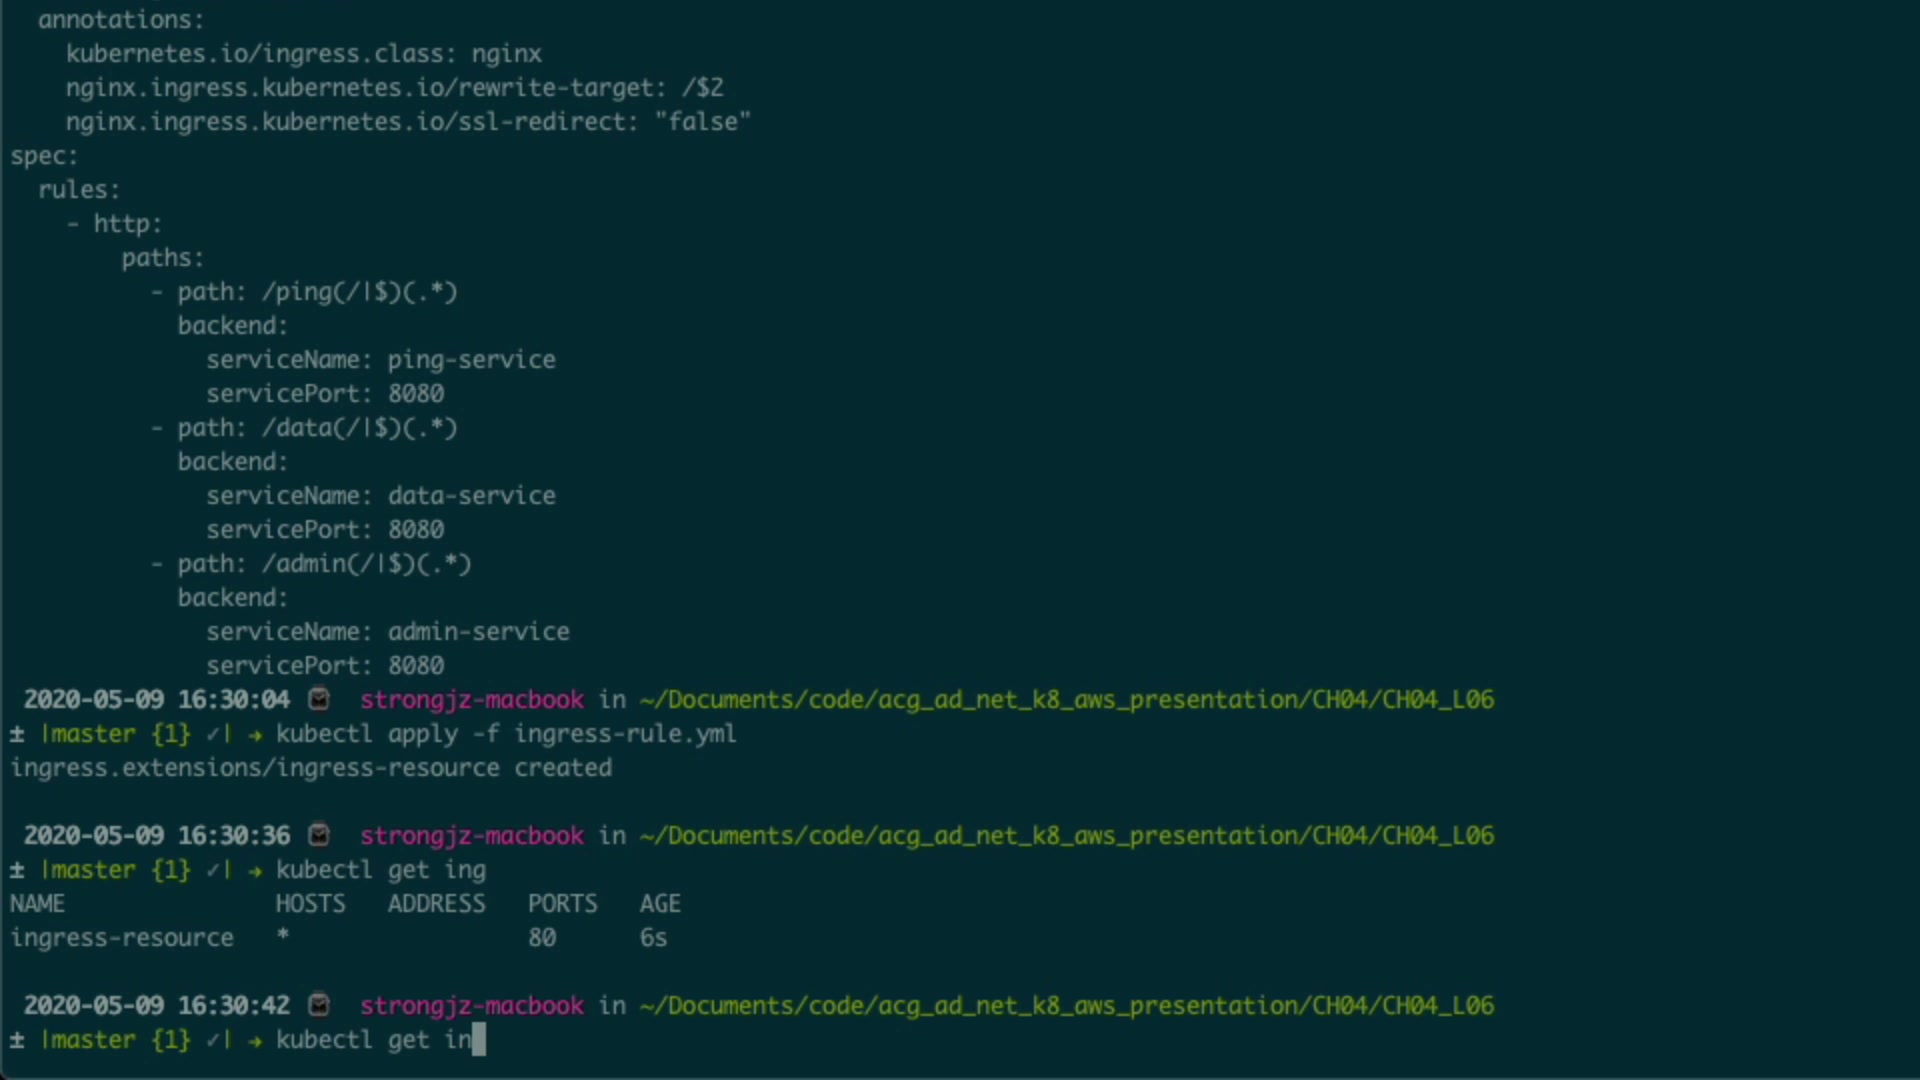 annotations:
kubernetes.io/ingress.class: nginx
nginx.ingress.kubernetes.io/rewrite-target: /$2
nginx.ingress.kubernetes.io/ssl-redirect: "false"
spec:
rules:
- http:
paths:
- path: /ping(/|$)(.*)
backend:
serviceName: ping-service
servicePort: 8080
- path: /data(/|$)(.*)
backend:
serviceName: data-service
servicePort: 8080
- path: /admin(/|$)(.*)
backend:
serviceName: admin-service
servicePort: 8080
2020-05-09 16:30:04 strongjz-macbook in ~/Documents/code/acg_ad_net_k8_aws_presentation/CH04/CH04_L06
± |master {1} ✓| → kubectl apply -f ingress-rule.yml
ingress.extensions/ingress-resource created
2020-05-09 16:30:36 strongjz-macbook in ~/Documents/code/acg_ad_net_k8_aws_presentation/CH04/CH04_L06
± |master {1} ✓| → kubectl get ing
NAME HOSTS ADDRESS PORTS AGE
ingress-resource * 80 6s
2020-05-09 16:30:42 strongjz-macbook in ~/Documents/code/acg_ad_net_k8_aws_presentation/CH04/CH04_L06
± |master {1} ✓| → kubectl get in